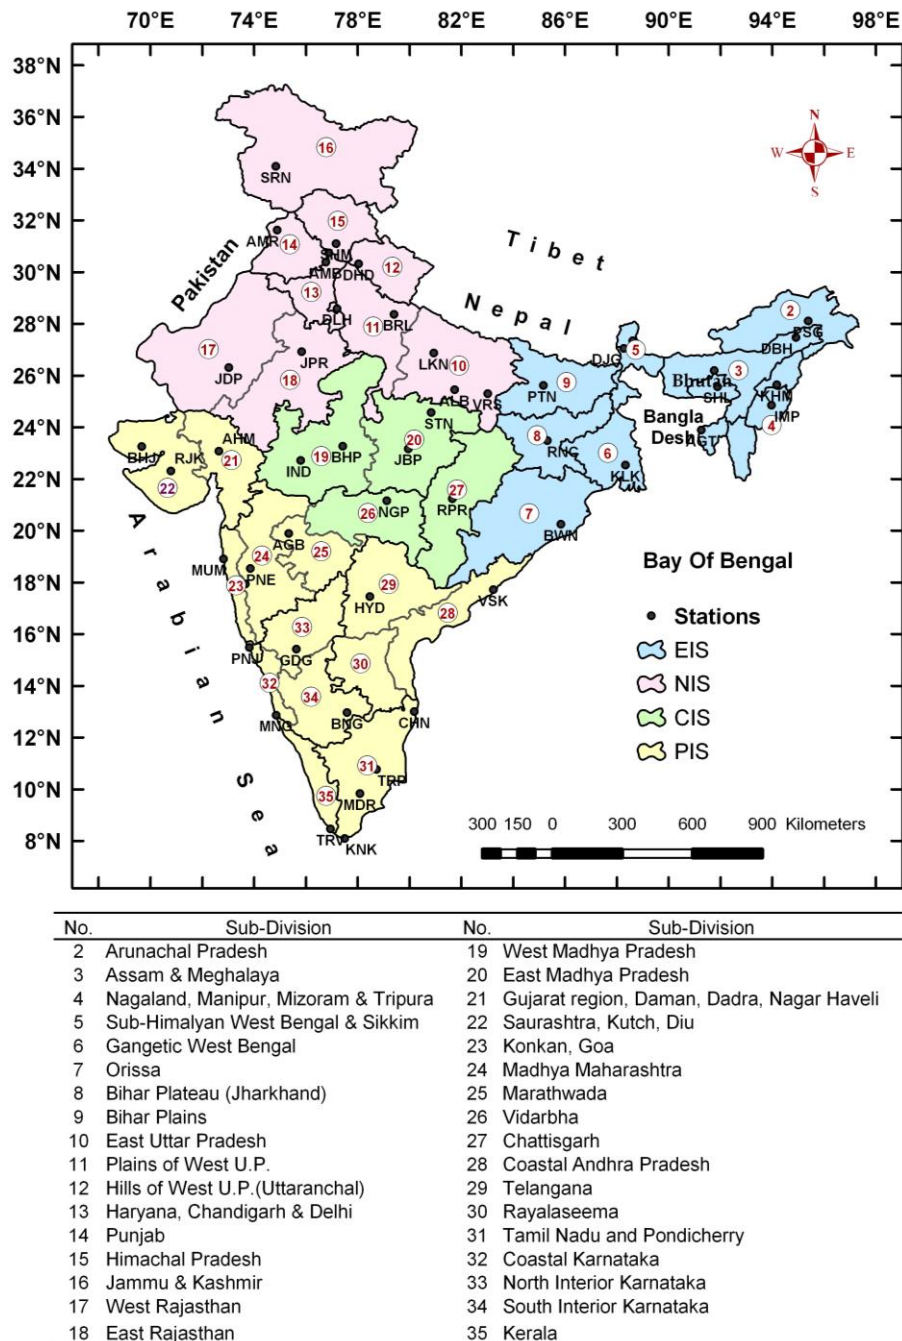 70°E 74°E 78°E 82°E 86°E 90°E 94°E 98°E
38°N
36°N
34°N
32°N
30°N
28°N
26°N
24°N
22°N
20°N
18°N
16°N
14°N
12°N
10°N
8°N
N
W E
S
16
SRN
15
AMR
14
SHM
Pakistan
AMB
DHD
12
Tibet
13
DLH
11
BRL
Nepal
2
PSG
DBH
17
JPR
LKN
10
DJG
5
3
JDP
18
ALB
VRS
PTN
9
Bhutan
SHL
KHM
IMP
4
STN
Bangla
Desh
AGT
BHJ
RJK
AHM
21
IND
19
BHP
20
JBP
8
RNC
6
KLK
22
26
NGP
27
RPR
7
BWN
Arabian Sea
AGB
25
MUM
24
PNE
23
29
HYD
28
VSK
Bay Of Bengal
33
PNJ
GDG
30
32
34
MNG
BNG
CHN
31
TRP
35
MDR
TRV
KNK
Stations
EIS
NIS
CIS
PIS
300 150 0 300 600 900 Kilometers
No. Sub-Division No. Sub-Division
2 Arunachal Pradesh 19 West Madhya Pradesh
3 Assam & Meghalaya 20 East Madhya Pradesh
4 Nagaland, Manipur, Mizoram & Tripura 21 Gujarat region, Daman, Dadra, Nagar Haveli
5 Sub-Himalyan West Bengal & Sikkim 22 Saurashtra, Kutch, Diu
6 Gangetic West Bengal 23 Konkan, Goa
7 Orissa 24 Madhya Maharashtra
8 Bihar Plateau (Jharkhand) 25 Marathwada
9 Bihar Plains 26 Vidarbha
10 East Uttar Pradesh 27 Chattisgarh
11 Plains of West U.P. 28 Coastal Andhra Pradesh
12 Hills of West U.P.(Uttaranchal) 29 Telangana
13 Haryana, Chandigarh & Delhi 30 Rayalaseema
14 Punjab 31 Tamil Nadu and Pondicherry
15 Himachal Pradesh 32 Coastal Karnataka
16 Jammu & Kashmir 33 North Interior Karnataka
17 West Rajasthan 34 South Interior Karnataka
18 East Rajasthan 35 Kerala